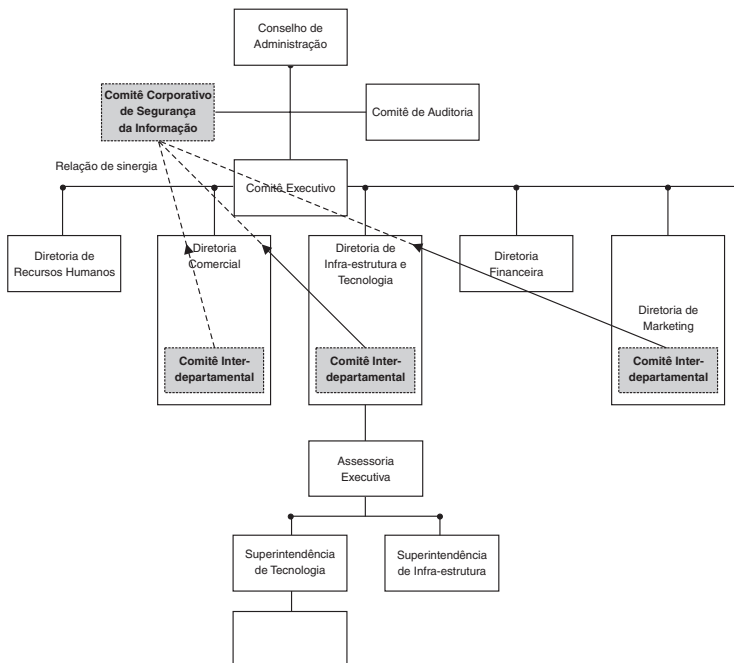 Conselho de
Administração
Comitê Corporativo
de Segurança
da Informação
Comitê de Auditoria
Relação de sinergia
Comitê Executivo
Diretoria de
Recursos Humanos
Diretoria
Comercial
Diretoria de
Infra-estrutura e
Tecnologia
Diretoria
Financeira
Diretoria de
Marketing
Comitê Inter-
departamental
Comitê Inter-
departamental
Comitê Inter-
departamental
Assessoria
Executiva
Superintendência
de Tecnologia
Superintendência
de Infra-estrutura